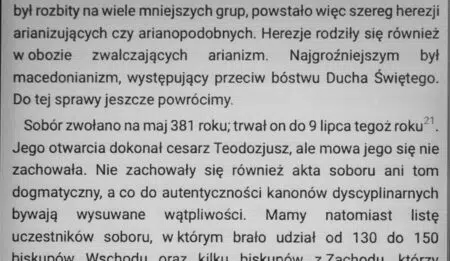 był rozbity na wiele mniejszych grup, powstało więc szereg herezji
arianizujących czy arianopodobnych. Herezje rodziły się również
w obozie zwalczających arianizm. Najgroźniejszym był
macedonianizm, występujący przeciw bóstwu Ducha Świętego.
Do tej sprawy jeszcze powrócimy.
Sobór zwołano na maj 381 roku; trwał on do 9 lipca tegoż roku21.
Jego otwarcia dokonał cesarz Teodozjusz, ale mowa jego się nie
zachowała. Nie zachowały się również akta soboru ani tom
dogmatyczny, a co do autentyczności kanonów dyscyplinarnych
bywają wysuwane wątpliwości. Mamy natomiast listę
uczestników soboru, w którym brało udział od 130 do 150
biskupów Wschodu oraz kilku biskupów z Zachodu, którzy